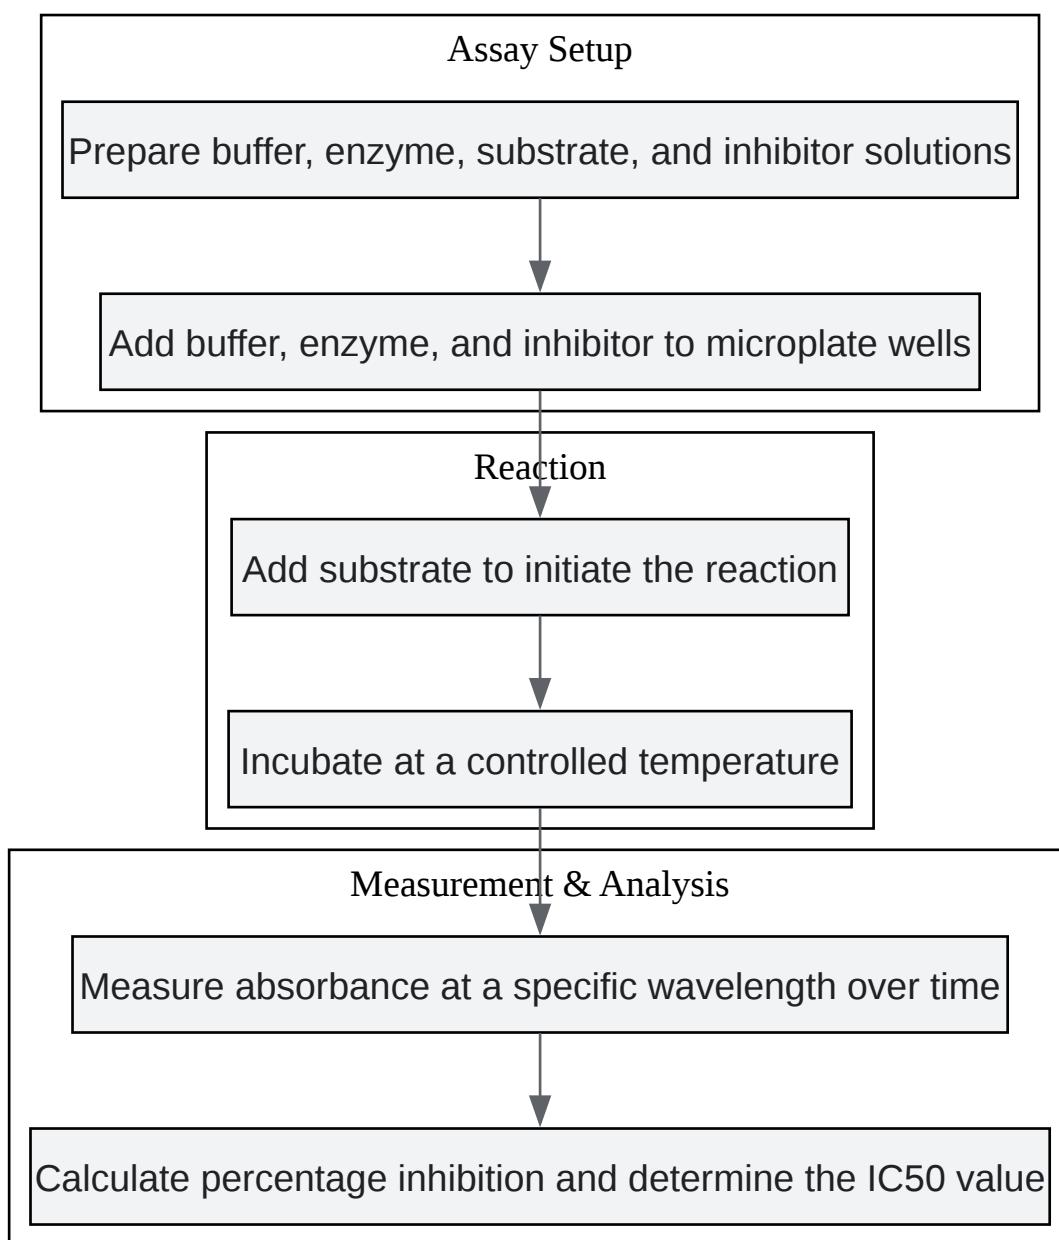 Assay Setup
Prepare buffer, enzyme, substrate, and inhibitor solutions
Add buffer, enzyme, and inhibitor to microplate wells
Reaction
Add substrate to initiate the reaction
Incubate at a controlled temperature
Measurement & Analysis
Measure absorbance at a specific wavelength over time
Calculate percentage inhibition and determine the IC50 value